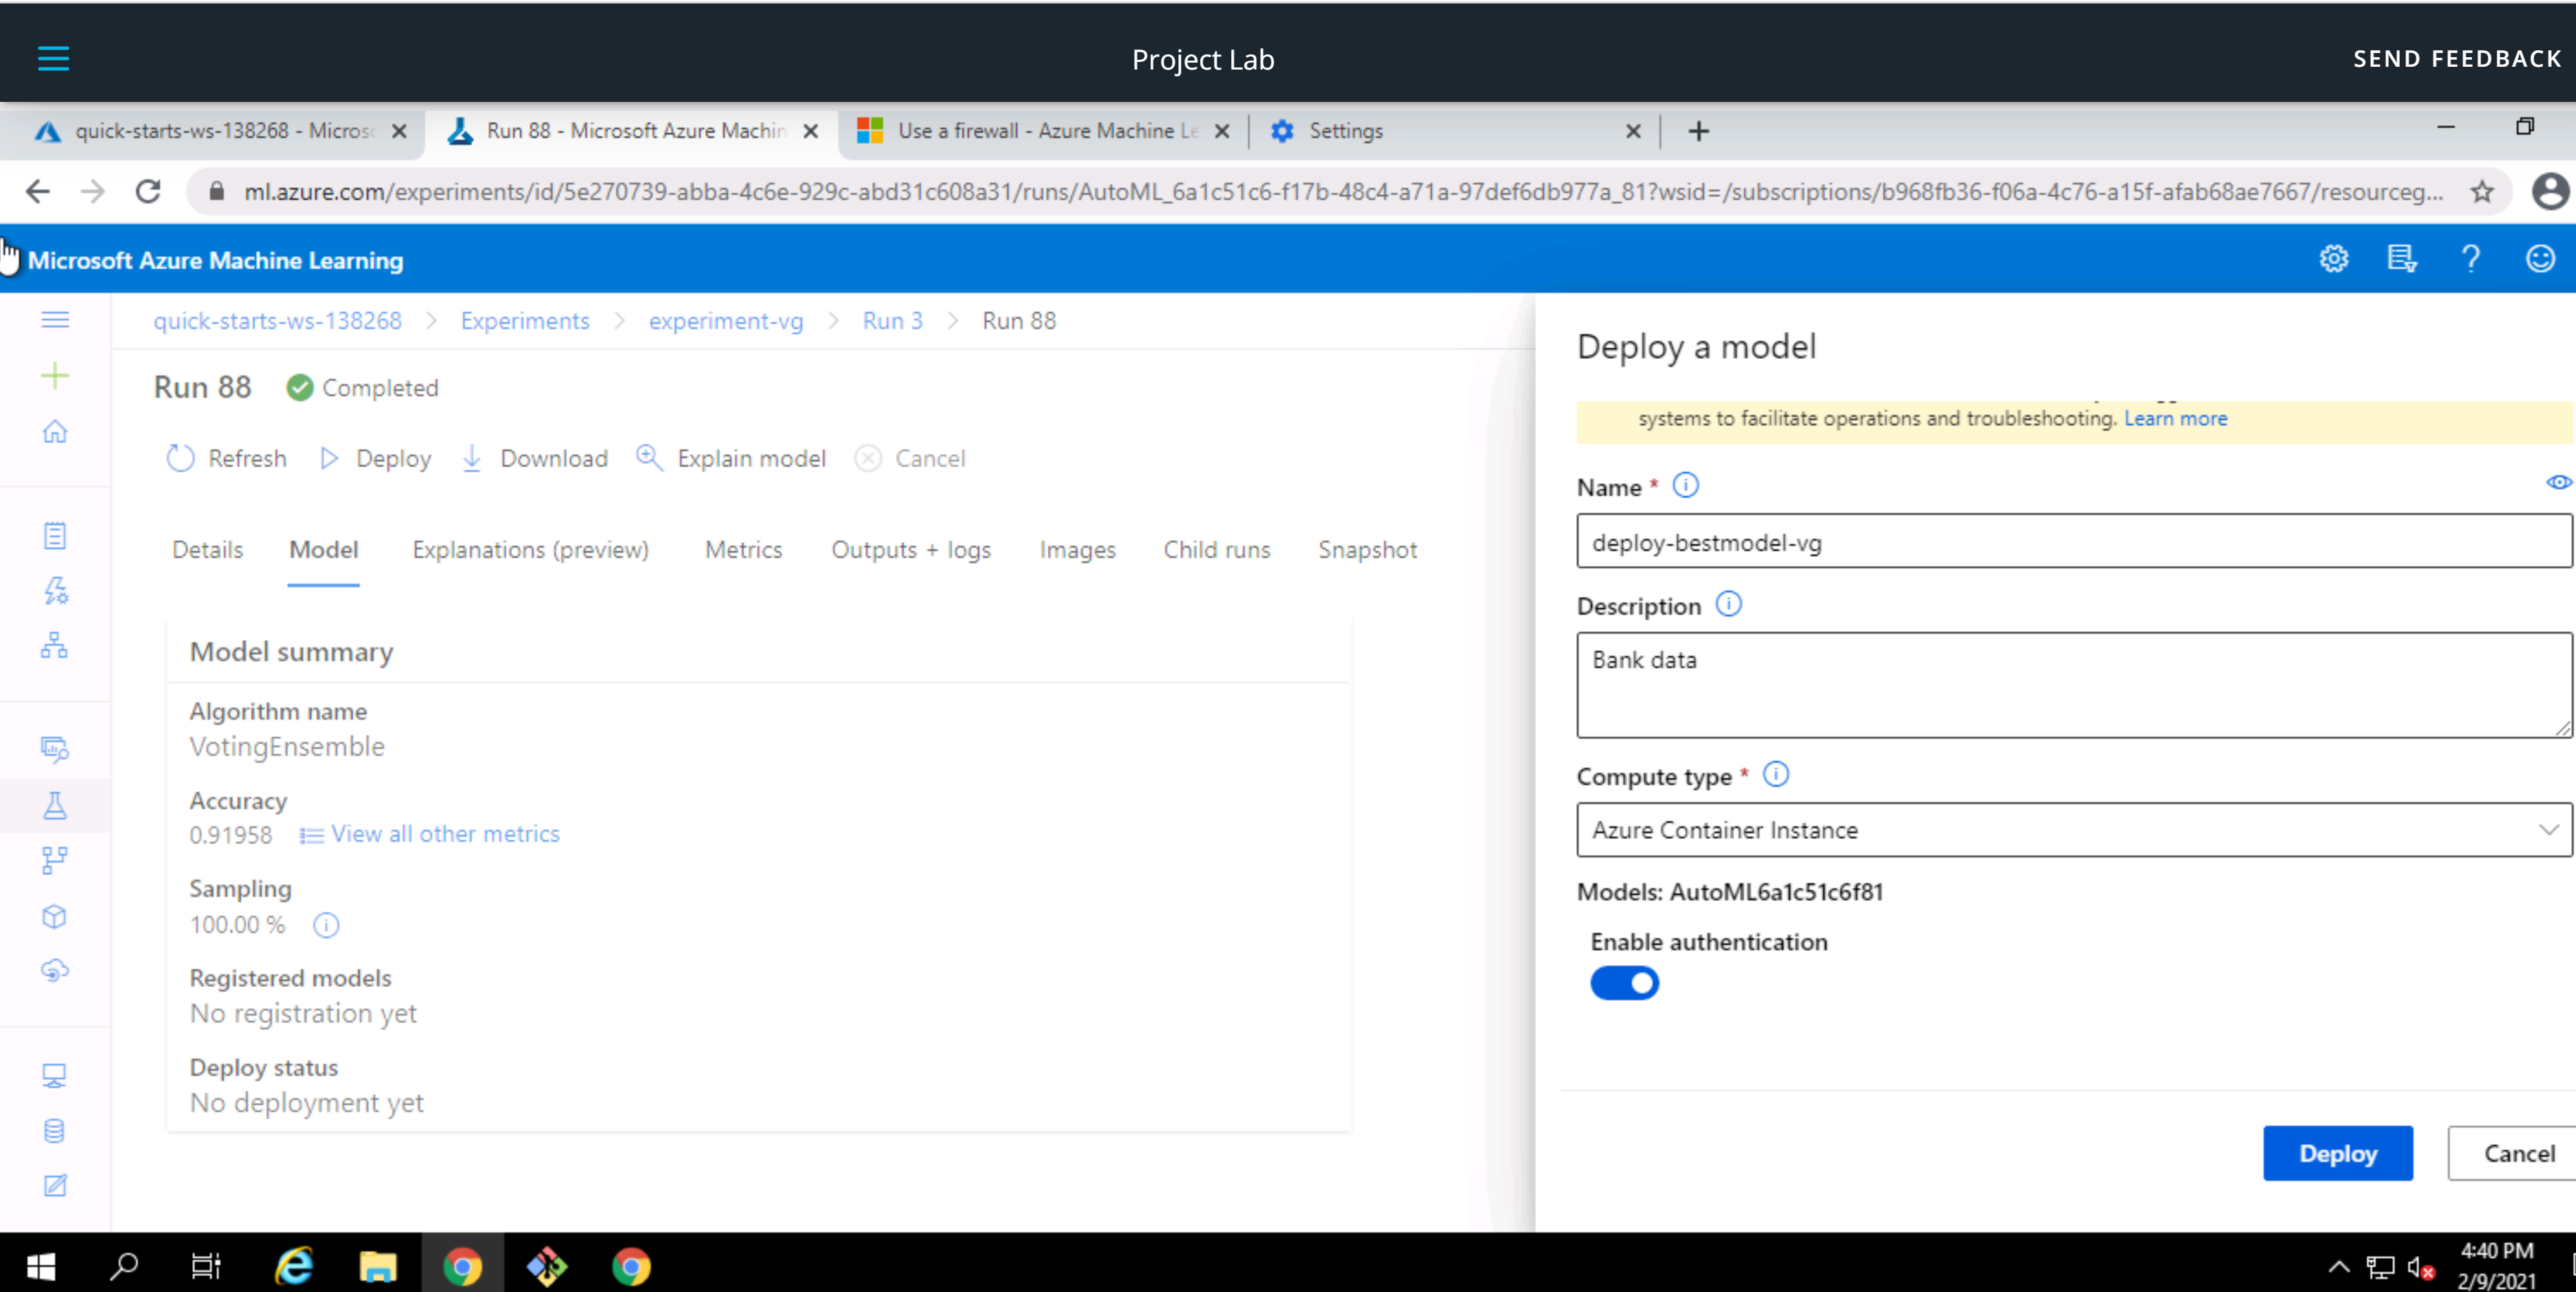 Project Lab
SEND FEEDBACK
quick-starts-ws-138268 - Micros
Run 88 - Microsoft Azure Machin
Use a firewall - Azure Machine Le
Settings
ml.azure.com/experiments/id/5e270739-abba-4c6e-929c-abd31c608a31/runs/AutoML_6a1c51c6-f17b-48c4-a71a-97def6db977a_81?wsid=/subscriptions/b968fb36-f06a-4c76-a15f-afab68ae7667/resourceg...
Microsoft Azure Machine Learning
quick-starts-ws-138268 > Experiments > experiment-vg > Run 3 > Run 88
Run 88 Completed
Refresh Deploy Download Explain model Cancel
Details Model Explanations (preview) Metrics Outputs + logs Images Child runs Snapshot
Model summary
Algorithm name
VotingEnsemble
Accuracy
0.91958 View all other metrics
Sampling
100.00 %
Registered models
No registration yet
Deploy status
No deployment yet
Deploy a model
systems to facilitate operations and troubleshooting. Learn more
Name *
deploy-bestmodel-vg
Description
Bank data
Compute type *
Azure Container Instance
Models: AutoML6a1c51c6f81
Enable authentication
Deploy
Cancel
4:40 PM
2/9/2021